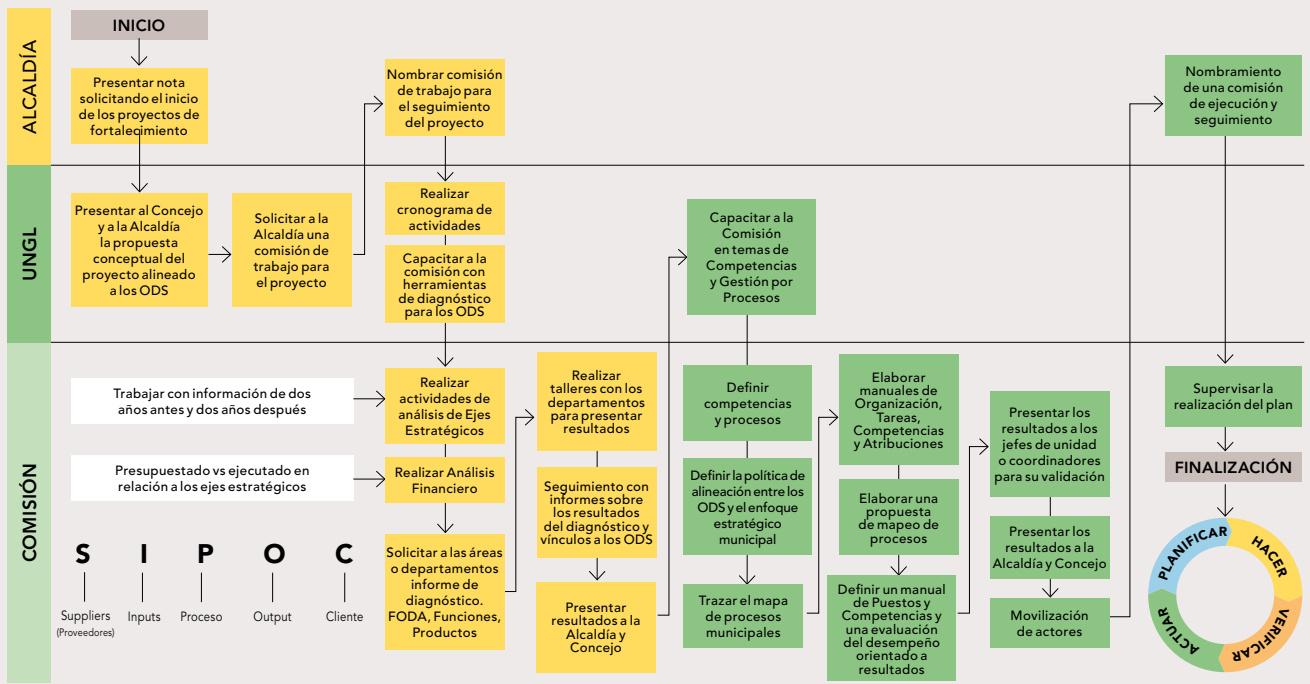 ALCALDÍA
INICIO
Presentar nota
solicitando el inicio
de los proyectos de
fortalecimiento
Nombrar comisión
de trabajo para
el seguimiento
del proyecto
Nombramiento
de una comisión
de ejecución y
seguimiento
UNGL
Presentar al Concejo
y a la Alcaldía
la propuesta
conceptual del
proyecto alineado
a los ODS
Solicitar a la
Alcaldía una
comisión de
trabajo para
el proyecto
Realizar
cronograma de
actividades
Capacitar a la
comisión con
herramientas
de diagnóstico
para los ODS
Capacitar a la
Comisión
en temas de
Competencias
y Gestión por
Procesos
COMISIÓN
Trabajar con información de dos
años antes y dos años después
Presupuestado vs ejecutado en
relación a los ejes estratégicos
S I P O C
Suppliers
(Proveedores)
Inputs
Proceso
Output
Cliente
Realizar
actividades de
análisis de Ejes
Estratégicos
Realizar Análisis
Financiero
Solicitar a las áreas
o departamentos
informe de
diagnóstico.
FODA, Funciones,
Productos
Realizar
talleres con los
departamentos
para presentar
resultados
Seguimiento con
informes sobre
los resultados
del diagnóstico y
vínculos a los ODS
Presentar
resultados a la
Alcaldía y
Concejo
Definir
competencias
y procesos
Definir la política de
alineación entre los
ODS y el enfoque
estratégico
municipal
Trazar el mapa
de procesos
municipales
Elaborar
manuales de
Organización,
Tareas,
Competencias
y Atribuciones
Elaborar una
propuesta
de mapeo de
procesos
Definir un manual
de Puestos y
Competencias y
una evaluación
del desempeño
orientado a
resultados
Presentar los
resultados a los
jefes de unidad
o coordinadores
para su validación
Presentar los
resultados a la
Alcaldía y Concejo
Movilización
de actores
Supervisar la
realización del plan
FINALIZACIÓN
PLANIFICAR
HACER
VERIFICAR
ACTUAR